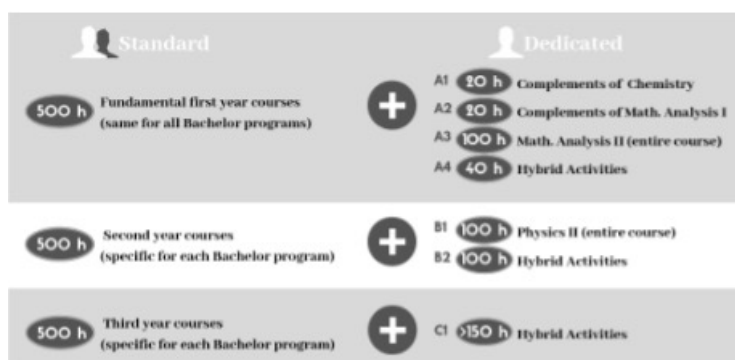 Standard
Dedicated
500 h
Fundamental first year courses
(same for all Bachelor programs)
+
A1 20 h Complements of Chemistry
A2 20 h Complements of Math. Analysis I
A3 100 h Math. Analysis II (entire course)
A4 40 h Hybrid Activities
500 h
Second year courses
(specific for each Bachelor program)
+
B1 100 h Physics II (entire course)
B2 100 h Hybrid Activities
500 h
Third year courses
(specific for each Bachelor program)
+
C1 >150 h Hybrid Activities